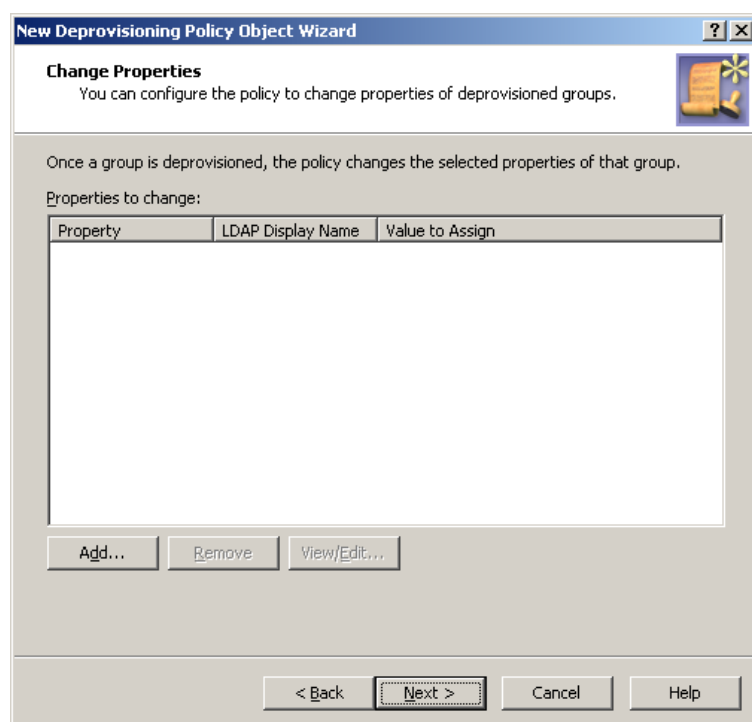 New Deprovisioning Policy Object Wizard
Change Properties
You can configure the policy to change properties of deprovisioned groups.
Once a group is deprovisioned, the policy changes the selected properties of that group.
Properties to change:
Property LDAP Display Name Value to Assign
Add... Remove View/Edit...
< Back Next > Cancel Help